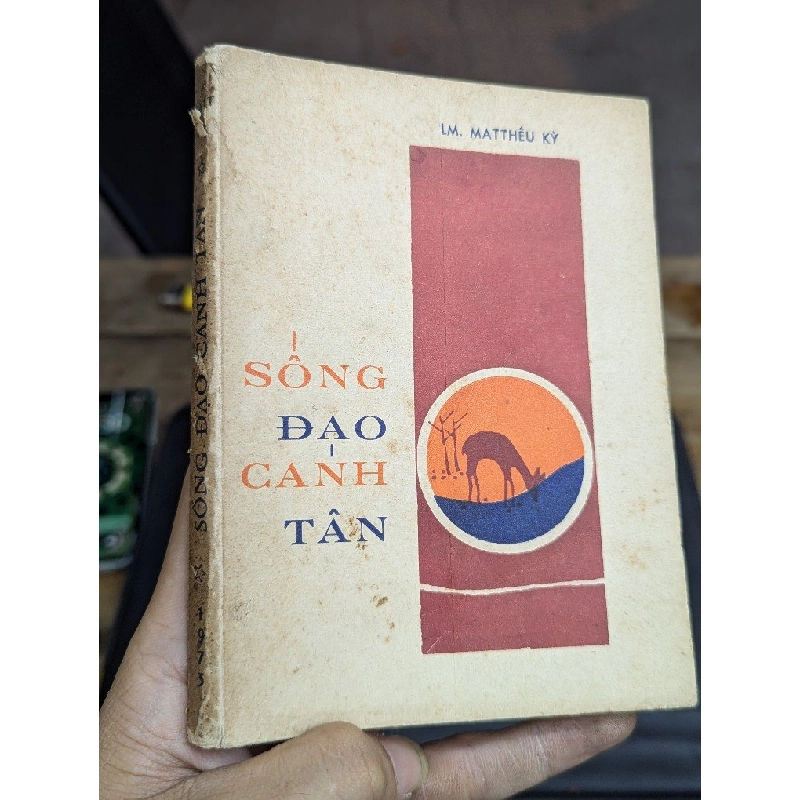 LM. MATTHÊU KỲ
SỐNG
ĐẠO
CANH
TÂN
SỐNG ĐẠO CANH TÂN * 1973